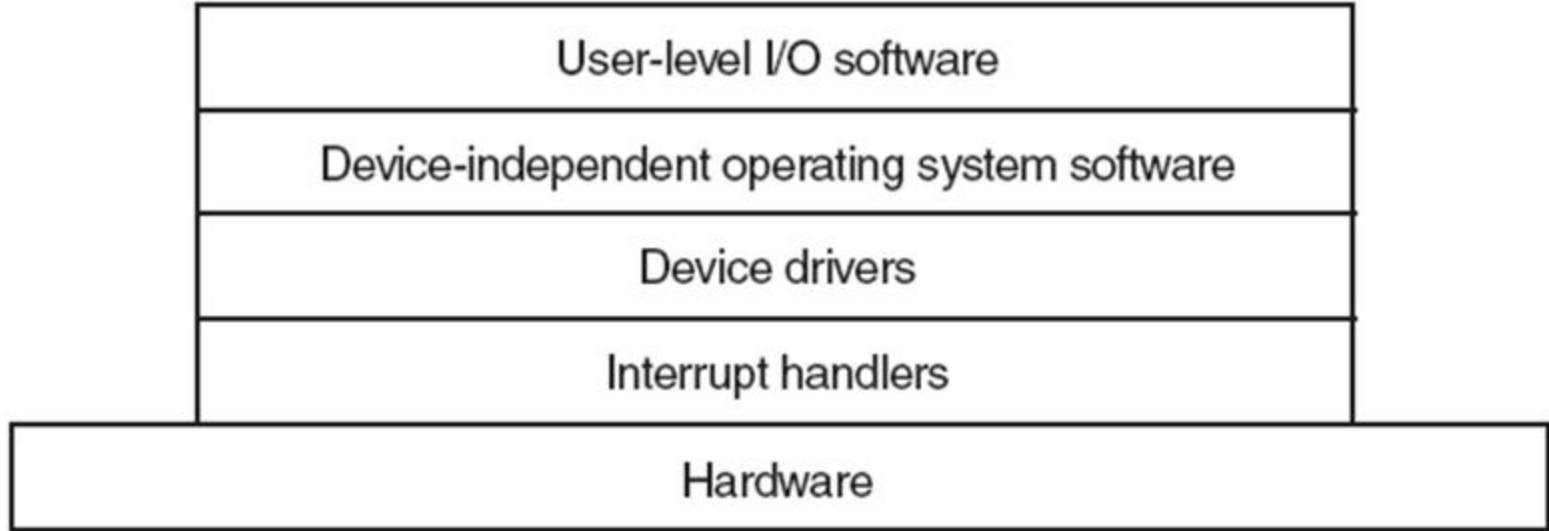 User-level I/O software
Device-independent operating system software
Device drivers
Interrupt handlers
Hardware